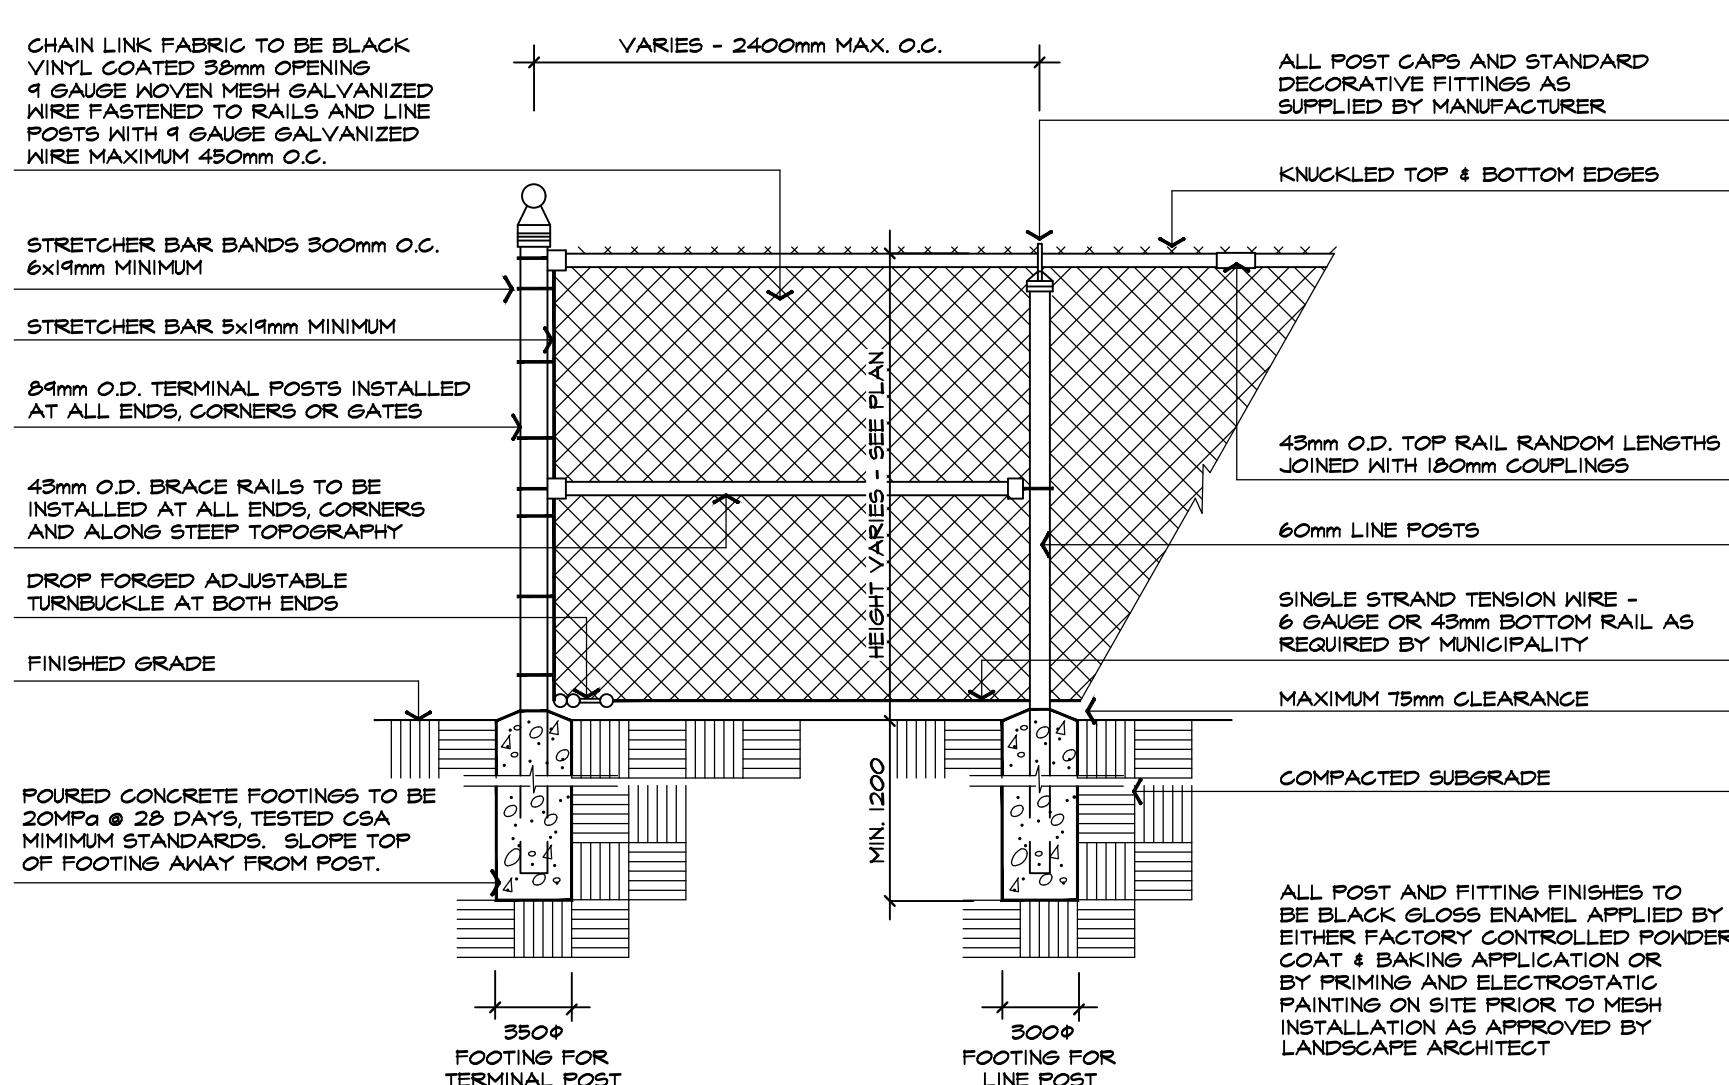 CHAIN LINK FABRIC TO BE BLACK
VINYL COATED 38mm OPENING
9 GAUGE WOVEN MESH GALVANIZED
WIRE FASTENED TO RAILS AND LINE
POSTS WITH 9 GAUGE GALVANIZED
WIRE MAXIMUM 450mm O.C.
STRETCHER BAR BANDS 300mm O.C.
6x19mm MINIMUM
STRETCHER BAR 5x19mm MINIMUM
89mm O.D. TERMINAL POSTS INSTALLED
AT ALL ENDS, CORNERS OR GATES
43mm O.D. BRACE RAILS TO BE
INSTALLED AT ALL ENDS, CORNERS
AND ALONG STEEP TOPOGRAPHY
DROP FORGED ADJUSTABLE
TURNBUCKLE AT BOTH ENDS
FINISHED GRADE
POURED CONCRETE FOOTINGS TO BE
20MPa @ 28 DAYS, TESTED CSA
MIMIMUM STANDARDS. SLOPE TOP
OF FOOTING AWAY FROM POST.
VARIES - 2400mm MAX. O.C.
HEIGHT VARIES - SEE PLAN
MIN. 1200
350Φ
FOOTING FOR
TERMINAL POST
300Φ
FOOTING FOR
LINE POST
ALL POST CAPS AND STANDARD
DECORATIVE FITTINGS AS
SUPPLIED BY MANUFACTURER
KNUCKLED TOP & BOTTOM EDGES
43mm O.D. TOP RAIL RANDOM LENGTHS
JOINED WITH 180mm COUPLINGS
60mm LINE POSTS
SINGLE STRAND TENSION WIRE -
6 GAUGE OR 43mm BOTTOM RAIL AS
REQUIRED BY MUNICIPALITY
MAXIMUM 75mm CLEARANCE
COMPACTED SUBGRADE
ALL POST AND FITTING FINISHES TO
BE BLACK GLOSS ENAMEL APPLIED BY
EITHER FACTORY CONTROLLED POWDER
COAT & BAKING APPLICATION OR
BY PRIMING AND ELECTROSTATIC
PAINTING ON SITE PRIOR TO MESH
INSTALLATION AS APPROVED BY
LANDSCAPE ARCHITECT